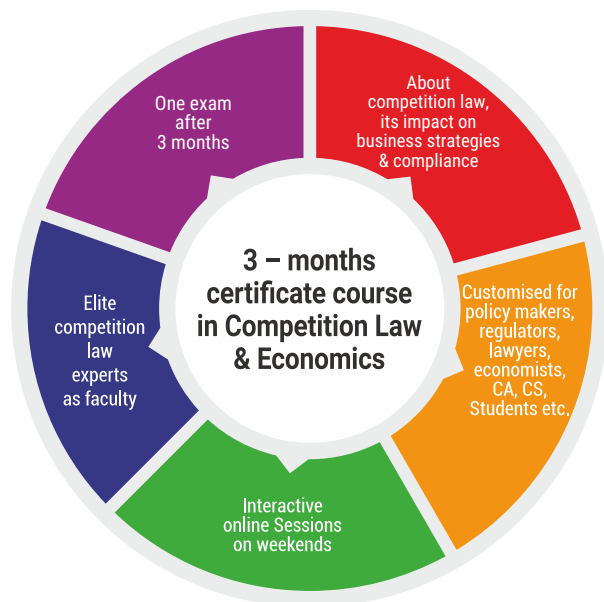 3 – months
certificate course
in Competition Law
& Economics
About
competition law,
its impact on
business strategies
& compliance
Customised for
policy makers,
regulators,
lawyers,
economists,
CA, CS,
Students etc.
Interactive
online Sessions
on weekends
Elite
competition
law
experts
as faculty
One exam
after
3 months